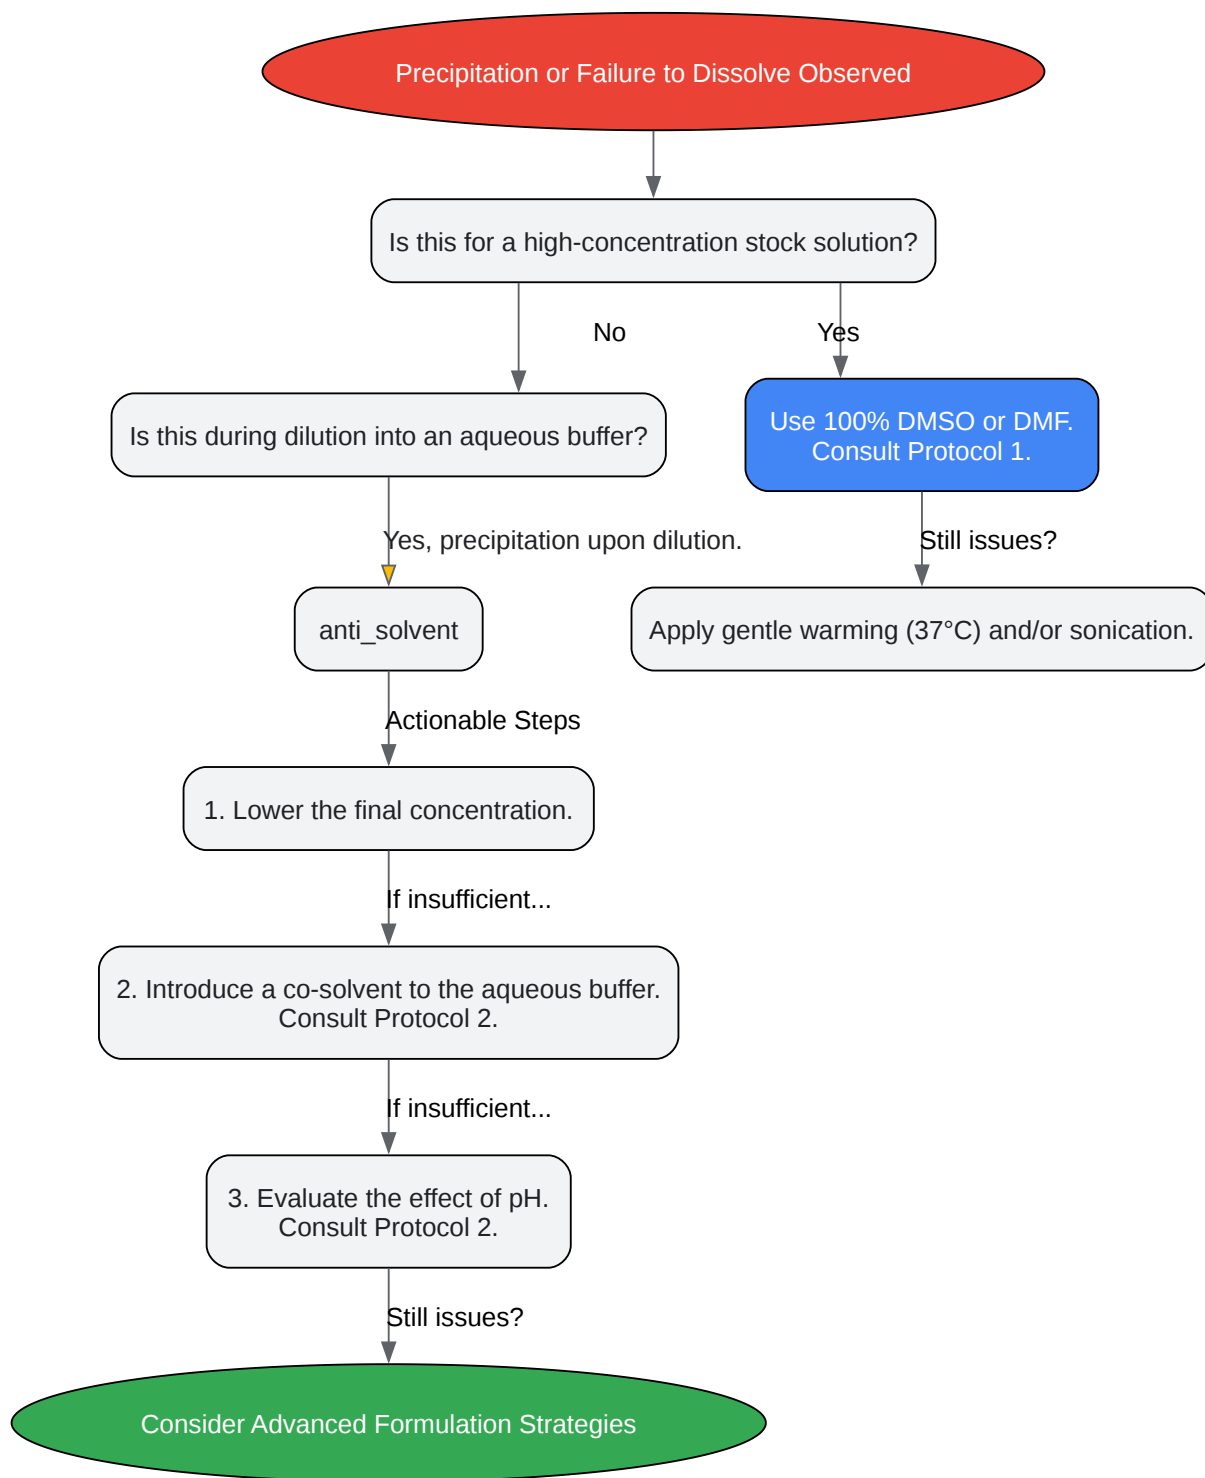 Precipitation or Failure to Dissolve Observed
Is this for a high-concentration stock solution?
No
Yes
Is this during dilution into an aqueous buffer?
Use 100% DMSO or DMF.
Consult Protocol 1.
Yes, precipitation upon dilution.
Still issues?
anti_solvent
Apply gentle warming (37°C) and/or sonication.
Actionable Steps
1. Lower the final concentration.
If insufficient...
2. Introduce a co-solvent to the aqueous buffer.
Consult Protocol 2.
If insufficient...
3. Evaluate the effect of pH.
Consult Protocol 2.
Still issues?
Consider Advanced Formulation Strategies